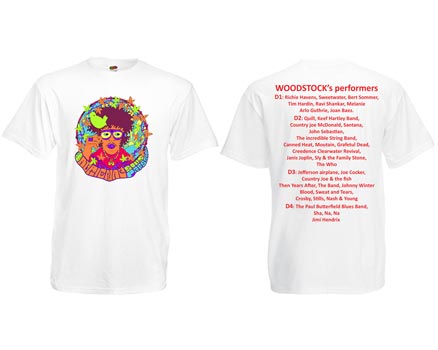 WOODSTOCK's performers
D1: Richie Havens, Sweetwater, Bert Sommer,
Tim Hardin, Ravi Shankar, Melanie
Arlo Guthrie, Joan Baez.
D2: Quill, Keef Hartley Band,
Country Joe McDonald, Santana,
John Sebastian,
The incredible String Band,
Canned Heat, Mountain, Grateful Dead,
Creedence Clearwater Revival,
Janis Joplin, Sly & the Family Stone,
The Who
D3: Jefferson airplane, Joe Cocker,
Country Joe & the fish
Then Years After, The Band, Johnny Winter
Blood, Sweat and Tears,
Crosby, Stills, Nash & Young
D4: The Paul Butterfield Blues Band,
Sha, Na, Na
Jimi Hendrix